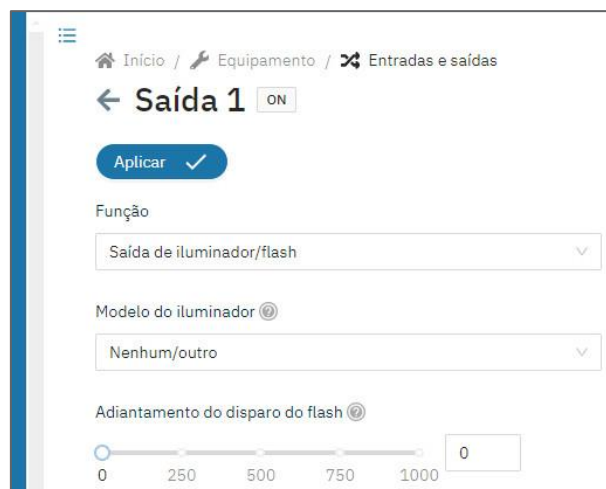 Início / Equipamento / Entradas e saídas
Saída 1 ON
Aplicar
Função
Saída de iluminador/flash
Modelo do iluminador
Nenhum/outro
Adiantamento do disparo do flash
0
0 250 500 750 1000